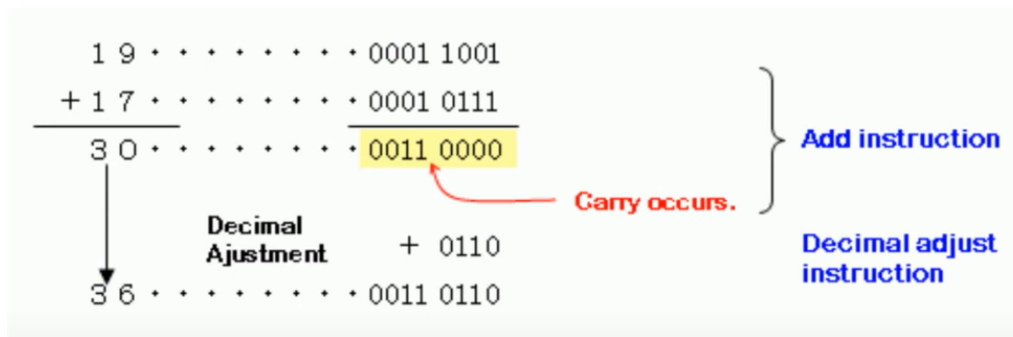 19 · · · · · · · · 0001 1001
+17 · · · · · · · · 0001 0111
Add instruction
30 · · · · · · · · 0011 0000
Carry occurs.
Decimal
Ajustment
+ 0110
Decimal adjust
instruction
36 · · · · · · · · 0011 0110